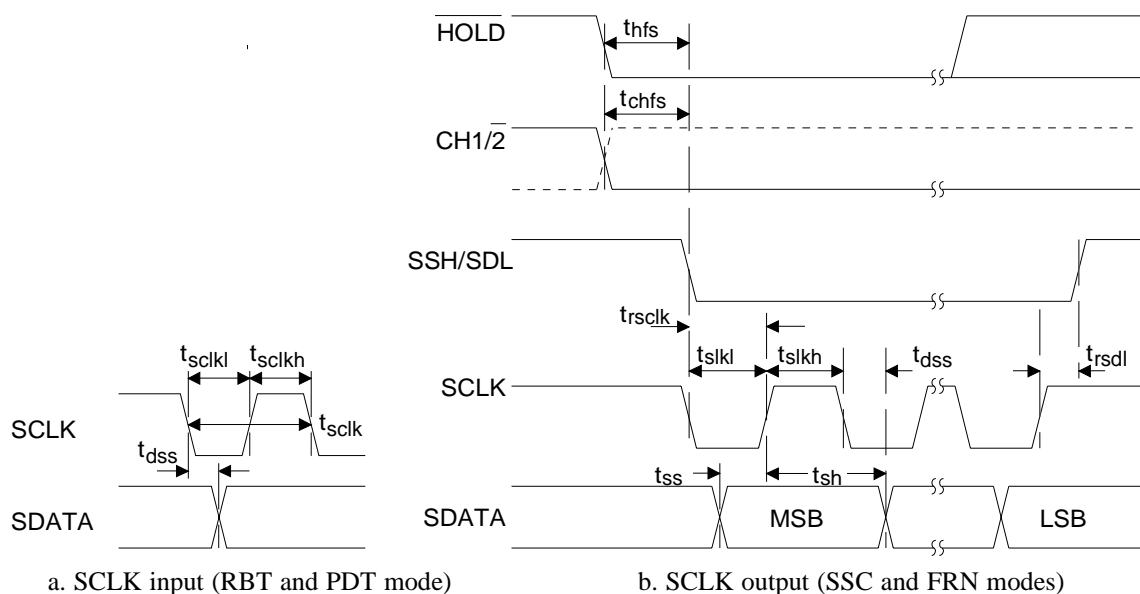 HOLD
thfs
tchfs
CH1/2
SSH/SDL
trsclk
tsclkl tsclkh
tslkl tslkh tdss trsdl
SCLK
SCLK
tsclk
tdss
tss tsh
SDATA
SDATA MSB LSB
a. SCLK input (RBT and PDT mode)
b. SCLK output (SSC and FRN modes)